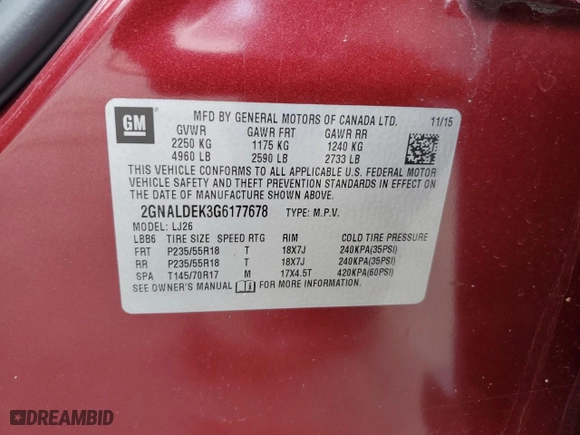 GM
MFD BY GENERAL MOTORS OF CANADA LTD. 11/15
GVWR GAWR FRT GAWR RR
2250 KG 1175 KG 1240 KG
4960 LB 2590 LB 2733 LB
THIS VEHICLE CONFORMS TO ALL APPLICABLE U.S. FEDERAL MOTOR
VEHICLE SAFETY AND THEFT PREVENTION STANDARDS IN EFFECT ON
THE DATE OF MANUFACTURE SHOWN ABOVE.
2GNALDEK3G6177678 TYPE: M.P.V.
MODEL: LJ26
LBB6 TIRE SIZE SPEED RTG RIM COLD TIRE PRESSURE
FRT P235/55R18 T 18X7J 240KPA(35PSI)
RR P235/55R18 T 18X7J 240KPA(35PSI)
SPA T145/70R17 M 17X4.5T 420KPA(60PSI)
SEE OWNER'S MANUAL FOR MORE INFORMATION.
DREAMBID